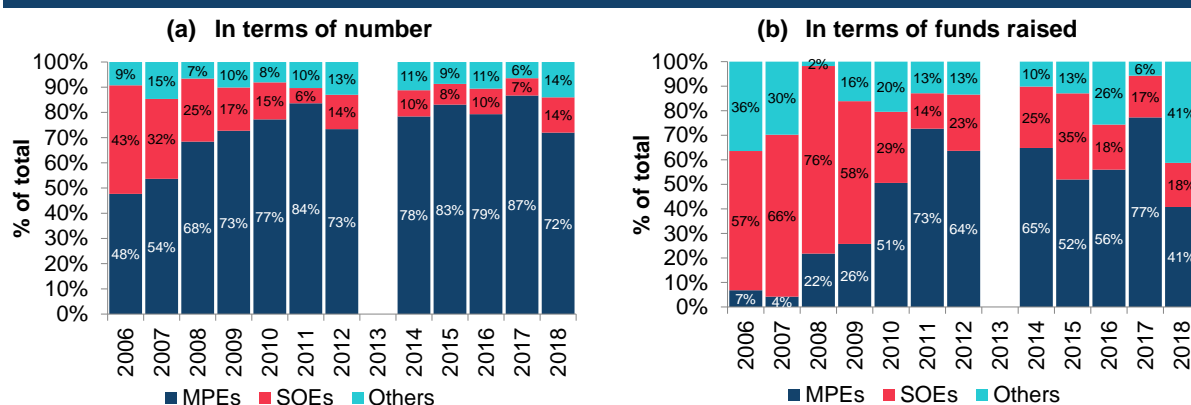 (a) In terms of number
% of total
100%
90%
80%
70%
60%
50%
40%
30%
20%
10%
0%
9% 15% 7% 10% 8% 10% 13% 11% 9% 11% 6% 14%
43% 32% 25% 17% 15% 6% 14% 10% 8% 10% 7% 14%
48% 54% 68% 73% 77% 84% 73% 78% 83% 79% 87% 72%
2006 2007 2008 2009 2010 2011 2012 2013 2014 2015 2016 2017 2018
MPEs SOEs Others
(b) In terms of funds raised
% of total
100%
90%
80%
70%
60%
50%
40%
30%
20%
10%
0%
36% 30% 2% 16% 20% 13% 13% 10% 13% 26% 6% 41%
57% 66% 76% 58% 29% 14% 23% 25% 35% 18% 17% 18%
7% 4% 22% 26% 51% 73% 64% 65% 52% 56% 77% 41%
2006 2007 2008 2009 2010 2011 2012 2013 2014 2015 2016 2017 2018
MPEs SOEs Others